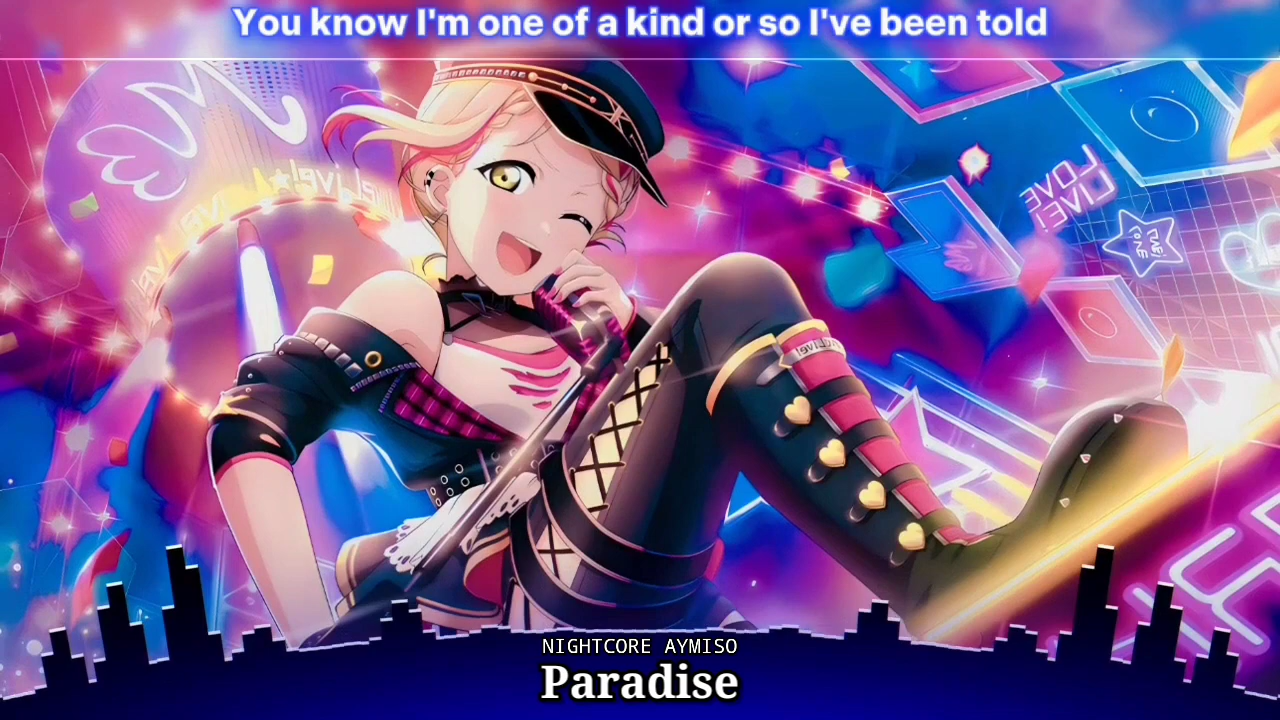 You know I'm one of a kind or so I've been told
NIGHTCORE AYMISO
Paradise